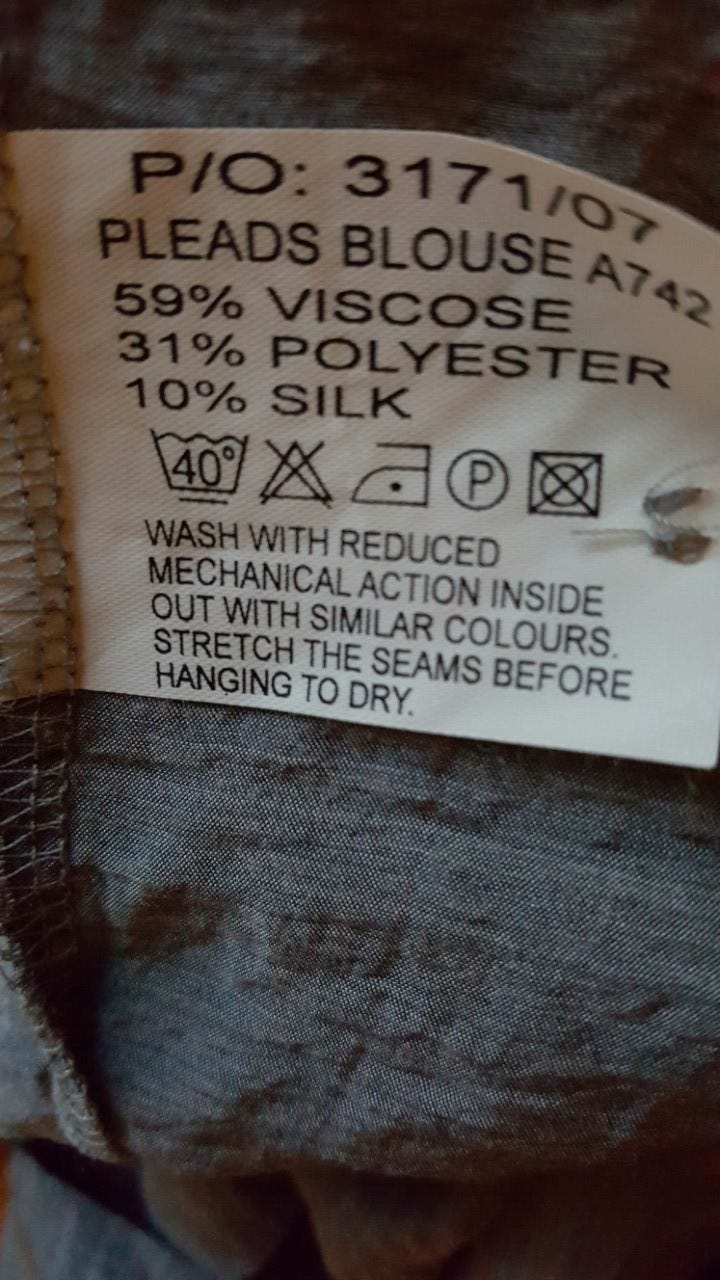 P/O: 3171/07
PLEADS BLOUSE A742
59% VISCOSE
31% POLYESTER
10% SILK
40° P
WASH WITH REDUCED
MECHANICAL ACTION INSIDE
OUT WITH SIMILAR COLOURS.
STRETCH THE SEAMS BEFORE
HANGING TO DRY.